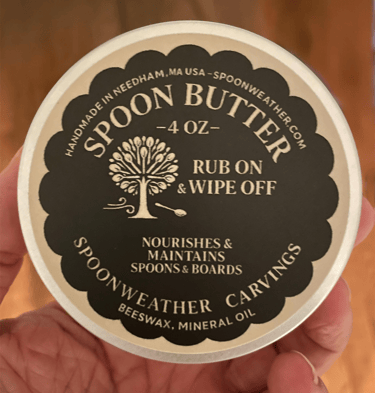 HANDMADE IN NEEDHAM, MA USA - SPOONWEATHER.COM
SPOON BUTTER
-4 OZ-
RUB ON
& WIPE OFF
NOURISHES &
MAINTAINS
SPOONS & BOARDS
SPOONWEATHER CARVINGS
BEESWAX, MINERAL OIL